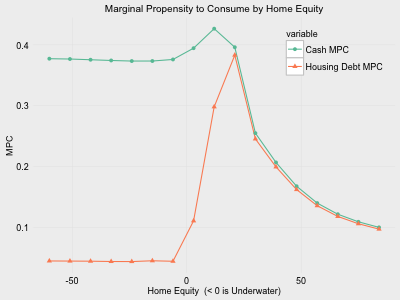 Marginal Propensity to Consume by Home Equity
variable
Cash MPC
Housing Debt MPC
MPC
0.4
0.3
0.2
0.1
-50
0
50
Home Equity (< 0 is Underwater)